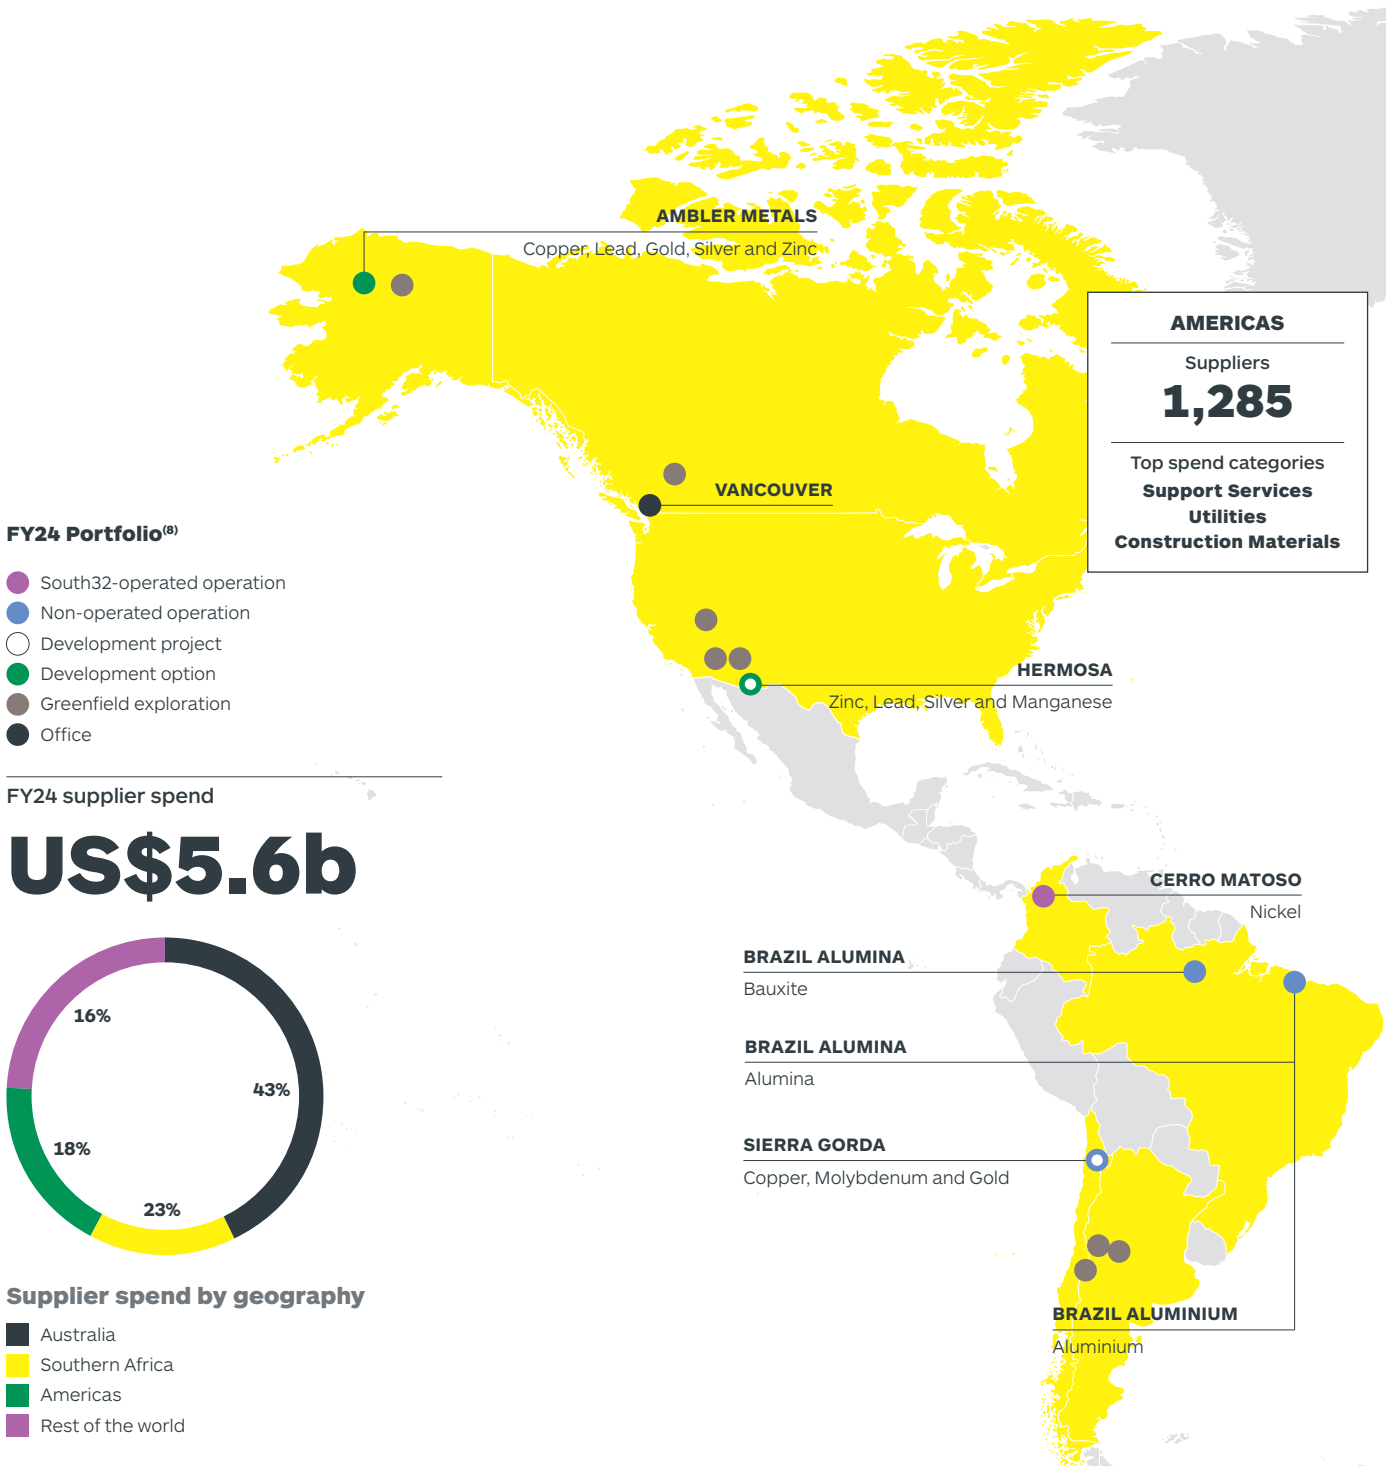 AMBLER METALS
Copper, Lead, Gold, Silver and Zinc
AMERICAS
Suppliers
1,285
Top spend categories
Support Services
Utilities
Construction Materials
VANCOUVER
FY24 Portfolio(8)
South32-operated operation
Non-operated operation
Development project
Development option
Greenfield exploration
Office
HERMOSA
Zinc, Lead, Silver and Manganese
FY24 supplier spend
US$5.6b
CERRO MATOSO
Nickel
BRAZIL ALUMINA
Bauxite
BRAZIL ALUMINA
Alumina
SIERRA GORDA
Copper, Molybdenum and Gold
BRAZIL ALUMINIUM
Aluminium
16%
43%
18%
23%
Supplier spend by geography
Australia
Southern Africa
Americas
Rest of the world